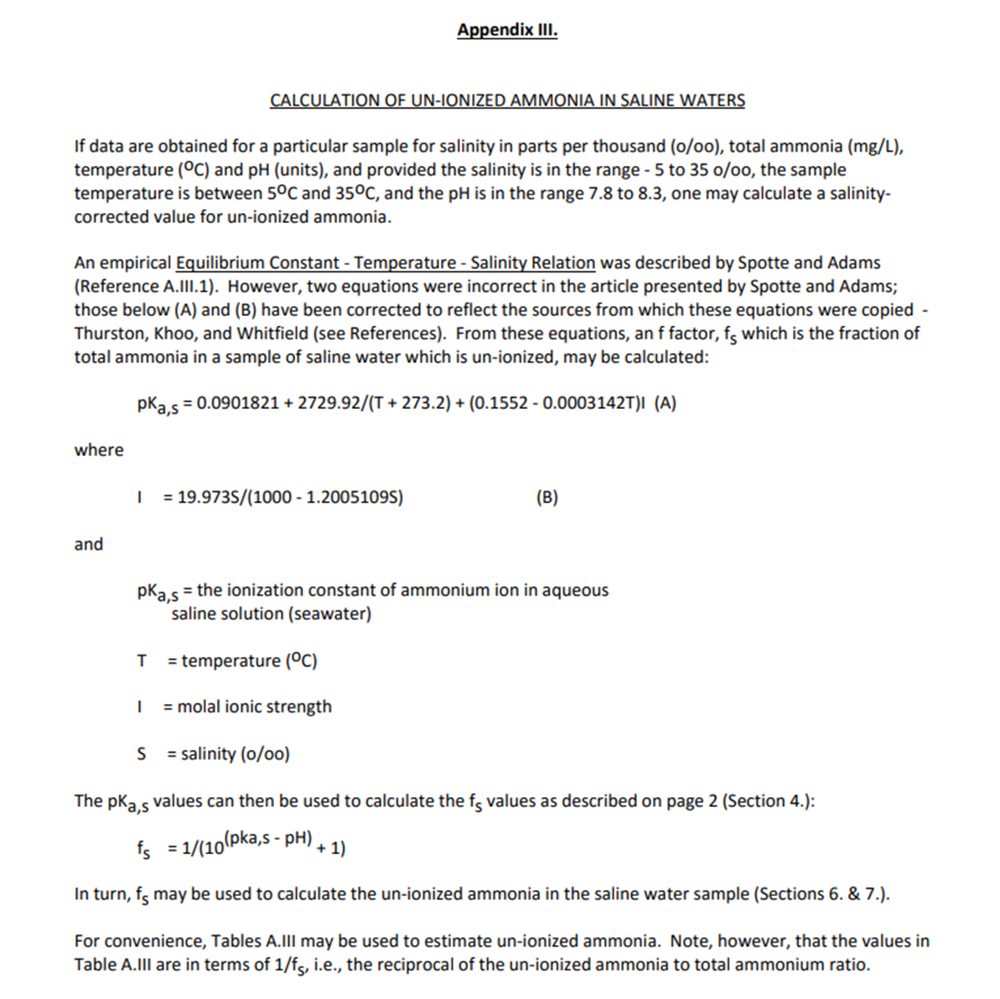 Appendix III.
CALCULATION OF UN-IONIZED AMMONIA IN SALINE WATERS
If data are obtained for a particular sample for salinity in parts per thousand (o/oo), total ammonia (mg/L),
temperature (ºC) and pH (units), and provided the salinity is in the range - 5 to 35 o/oo, the sample
temperature is between 5ºC and 35ºC, and the pH is in the range 7.8 to 8.3, one may calculate a salinity-
corrected value for un-ionized ammonia.
An empirical Equilibrium Constant - Temperature - Salinity Relation was described by Spotte and Adams
(Reference A.III.1).  However, two equations were incorrect in the article presented by Spotte and Adams;
those below (A) and (B) have been corrected to reflect the sources from which these equations were copied -
Thurston, Khoo, and Whitfield (see References).  From these equations, an f factor, fs which is the fraction of
total ammonia in a sample of saline water which is un-ionized, may be calculated:
pKa,s = 0.0901821 + 2729.92/(T + 273.2) + (0.1552 - 0.0003142T)I  (A)
where
I = 19.973S/(1000 - 1.2005109S) (B)
and
pKa,s = the ionization constant of ammonium ion in aqueous
saline solution (seawater)
T = temperature (ºC)
I = molal ionic strength
S = salinity (o/oo)
The pKa,s values can then be used to calculate the fs values as described on page 2 (Section 4.):
fs = 1/(10(pka,s - pH) + 1)
In turn, fs may be used to calculate the un-ionized ammonia in the saline water sample (Sections 6. & 7.).
For convenience, Tables A.III may be used to estimate un-ionized ammonia.  Note, however, that the values in
Table A.III are in terms of 1/fs, i.e., the reciprocal of the un-ionized ammonia to total ammonium ratio.